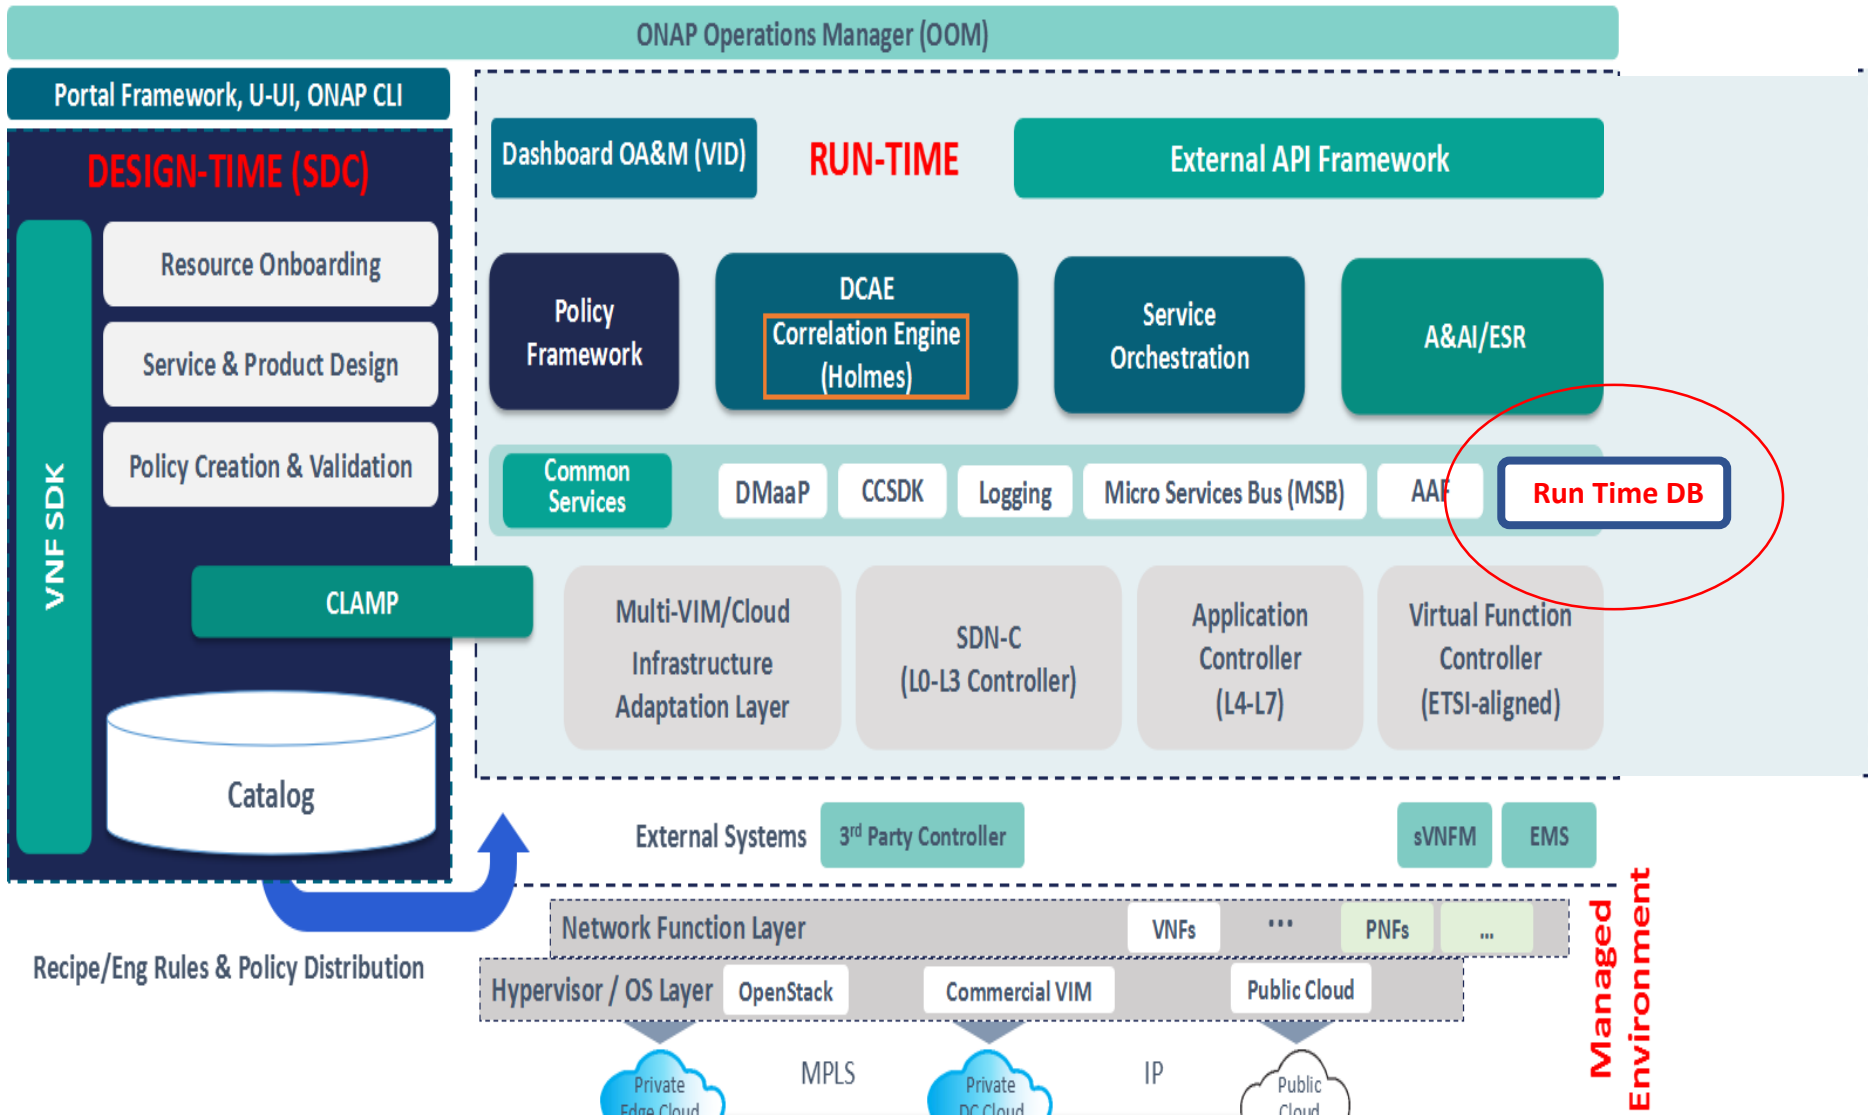 ONAP Operations Manager (OOM)
Portal Framework, U-UI, ONAP CLI
DESIGN-TIME (SDC)
VNF SDK
Resource Onboarding
Service & Product Design
Policy Creation & Validation
CLAMP
Catalog
Recipe/Eng Rules & Policy Distribution
Dashboard OA&M (VID)
RUN-TIME
External API Framework
Policy
Framework
DCAE
Correlation Engine
(Holmes)
Service
Orchestration
A&AI/ESR
Common
Services
DMaaP
CCSDK
Logging
Micro Services Bus (MSB)
AAF
Run Time DB
Multi-VIM/Cloud
Infrastructure
Adaptation Layer
SDN-C
(L0-L3 Controller)
Application
Controller
(L4-L7)
Virtual Function
Controller
(ETSI-aligned)
External Systems
3rd Party Controller
sVNFM
EMS
Network Function Layer
VNFs
...
PNFs
...
Hypervisor / OS Layer
OpenStack
Commercial VIM
Public Cloud
Private
Edge Cloud
MPLS
Private
DC Cloud
IP
Public
Cloud
Managed
Environment